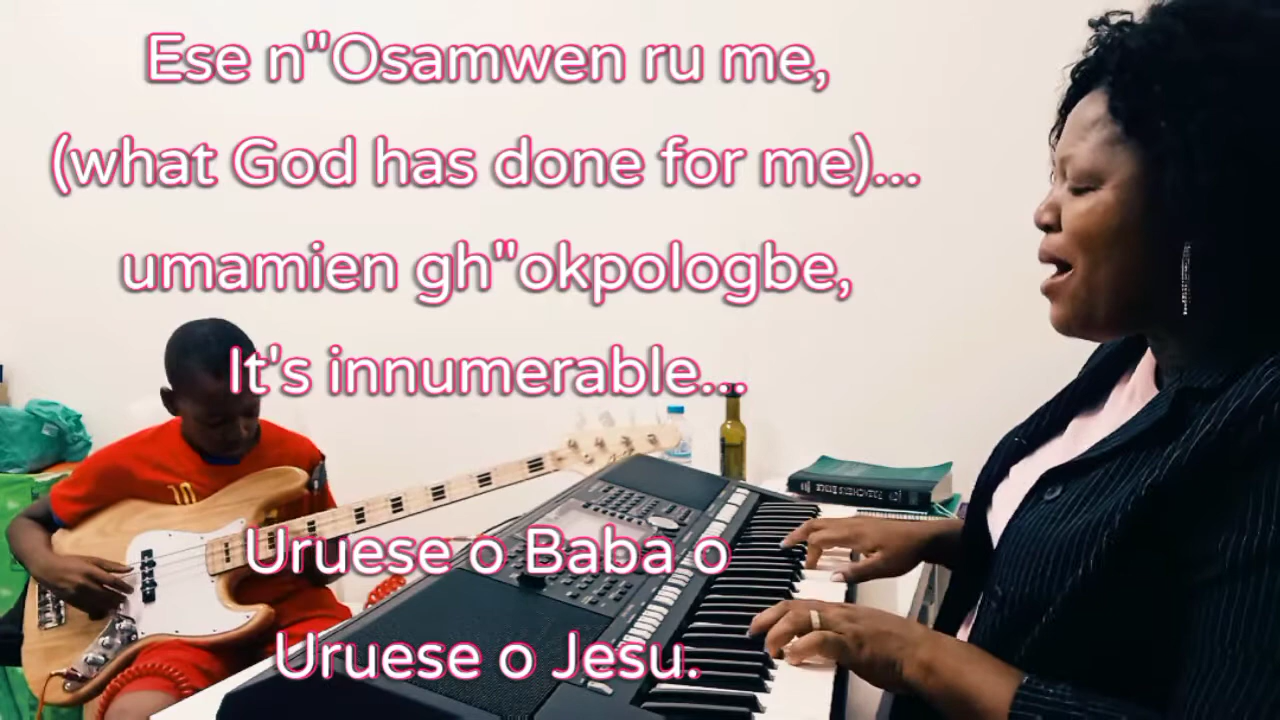 Ese n"Osamwen ru me,
(what God has done for me)...
umamien gh"okpologbe,
It's innumerable...
Uruese o Baba o
Uruese o Jesu.
10